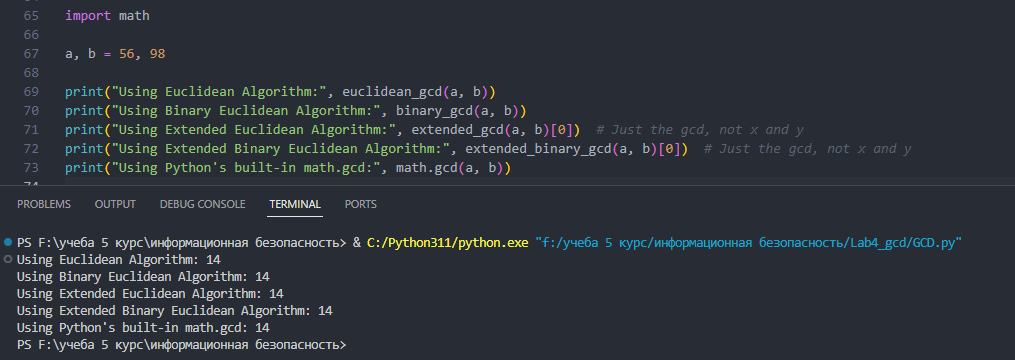 65 import math
66
67 a, b = 56, 98
68
69 print("Using Euclidean Algorithm:", euclidean_gcd(a, b))
70 print("Using Binary Euclidean Algorithm:", binary_gcd(a, b))
71 print("Using Extended Euclidean Algorithm:", extended_gcd(a, b)[0])  # Just the gcd, not x and y
72 print("Using Extended Binary Euclidean Algorithm:", extended_binary_gcd(a, b)[0])  # Just the gcd, not x and y
73 print("Using Python's built-in math.gcd:", math.gcd(a, b))
PROBLEMS OUTPUT DEBUG CONSOLE TERMINAL PORTS
PS F:\учеба 5 курс\информационная безопасность> & C:/Python311/python.exe "f:/учеба 5 курс/информационная безопасность/Lab4_gcd/GCD.py"
Using Euclidean Algorithm: 14
Using Binary Euclidean Algorithm: 14
Using Extended Euclidean Algorithm: 14
Using Extended Binary Euclidean Algorithm: 14
Using Python's built-in math.gcd: 14
PS F:\учеба 5 курс\информационная безопасность>